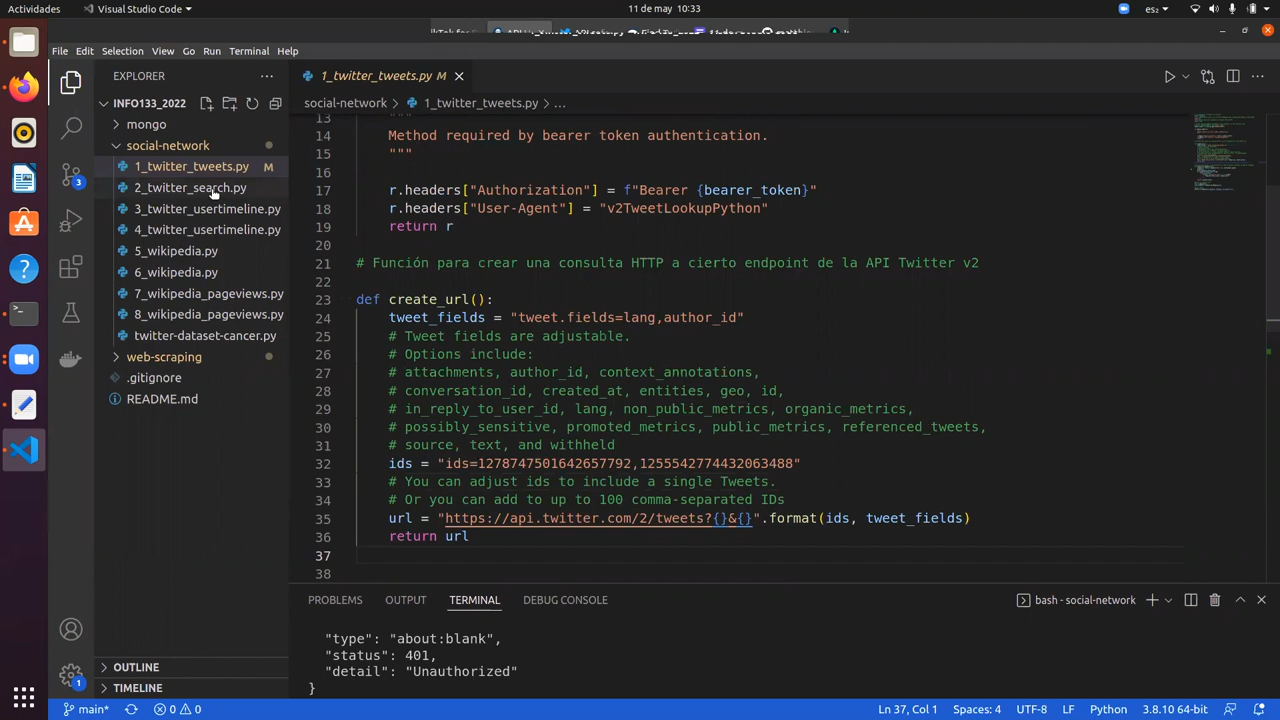 Actividades
Visual Studio Code
11 de may 10:33
es2
File Edit Selection View Go Run Terminal Help
EXPLORER
INFO133_2022
mongo
social-network
1_twitter_tweets.py M
2_twitter_search.py
3_twitter_usertimeline.py
4_twitter_usertimeline.py
5_wikipedia.py
6_wikipedia.py
7_wikipedia_pageviews.py
8_wikipedia_pageviews.py
twitter-dataset-cancer.py
web-scraping
.gitignore
README.md
OUTLINE
TIMELINE
3
1
1_twitter_tweets.py M
social-network > 1_twitter_tweets.py > ...
13 """
14 Method required by bearer token authentication.
15 """
16
17 r.headers["Authorization"] = f"Bearer {bearer_token}"
18 r.headers["User-Agent"] = "v2TweetLookupPython"
19 return r
20
21 # Función para crear una consulta HTTP a cierto endpoint de la API Twitter v2
22
23 def create_url():
24 tweet_fields = "tweet.fields=lang,author_id"
25 # Tweet fields are adjustable.
26 # Options include:
27 # attachments, author_id, context_annotations,
28 # conversation_id, created_at, entities, geo, id,
29 # in_reply_to_user_id, lang, non_public_metrics, organic_metrics,
30 # possibly_sensitive, promoted_metrics, public_metrics, referenced_tweets,
31 # source, text, and withheld
32 ids = "ids=1278747501642657792,1255542774432063488"
33 # You can adjust ids to include a single Tweets.
34 # Or you can add to up to 100 comma-separated IDs
35 url = "https://api.twitter.com/2/tweets?{}&{}".format(ids, tweet_fields)
36 return url
37
38
PROBLEMS OUTPUT TERMINAL DEBUG CONSOLE
bash - social-network
"type": "about:blank",
"status": 401,
"detail": "Unauthorized"
}
main* 0 0
Ln 37, Col 1 Spaces: 4 UTF-8 LF Python 3.8.10 64-bit